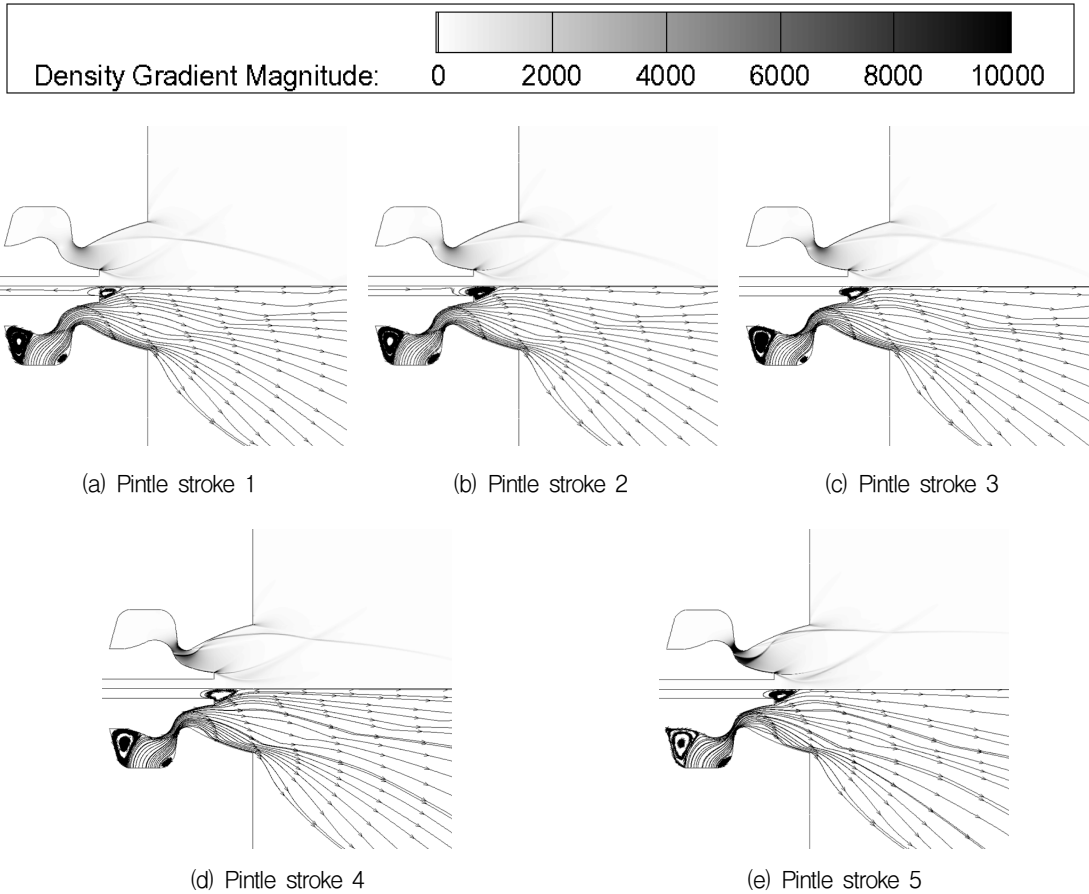 Density Gradient Magnitude: 0 2000 4000 6000 8000 10000
(a) Pintle stroke 1
(b) Pintle stroke 2
(c) Pintle stroke 3
(d) Pintle stroke 4
(e) Pintle stroke 5